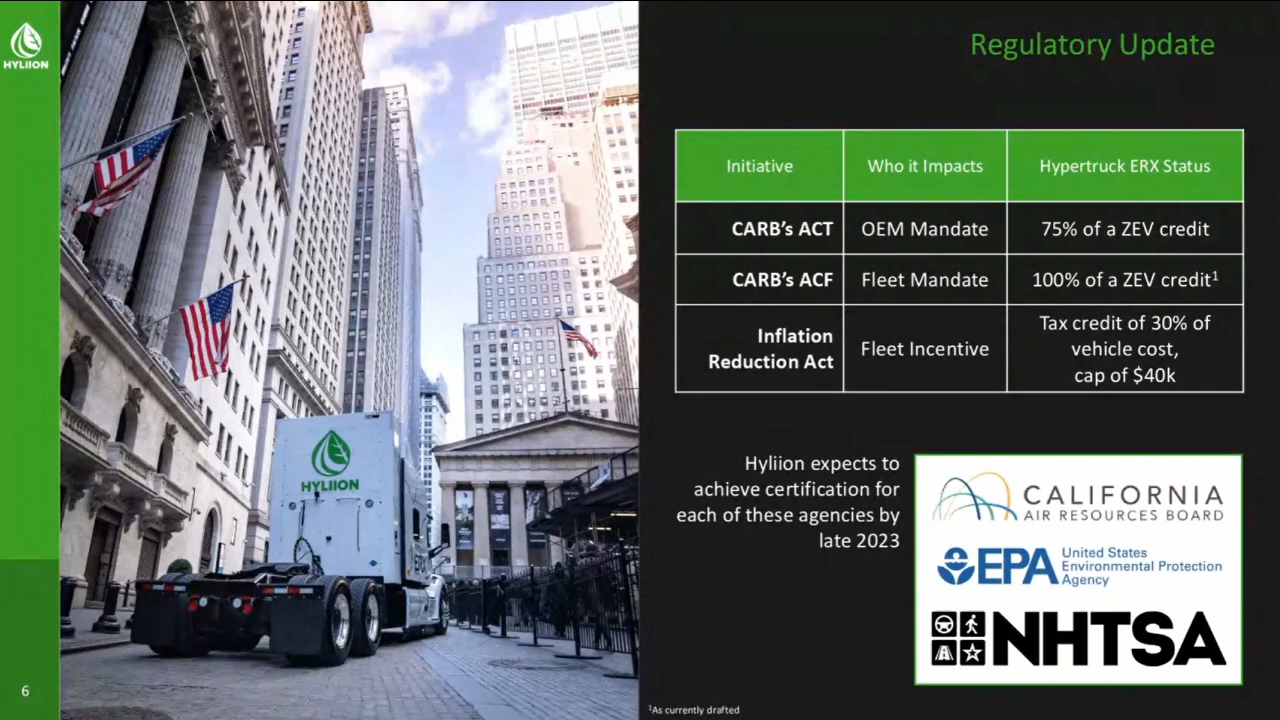 HYLIION
Regulatory Update
Initiative
Who it Impacts
Hypertruck ERX Status
CARB’s ACT
OEM Mandate
75% of a ZEV credit
CARB’s ACF
Fleet Mandate
100% of a ZEV credit¹
Inflation
Reduction Act
Fleet Incentive
Tax credit of 30% of
vehicle cost,
cap of $40k
HYLIION
Hyliion expects to
achieve certification for
each of these agencies by
late 2023
CALIFORNIA
AIR RESOURCES BOARD
EPA
United States
Environmental Protection
Agency
NHTSA
6
¹As currently drafted